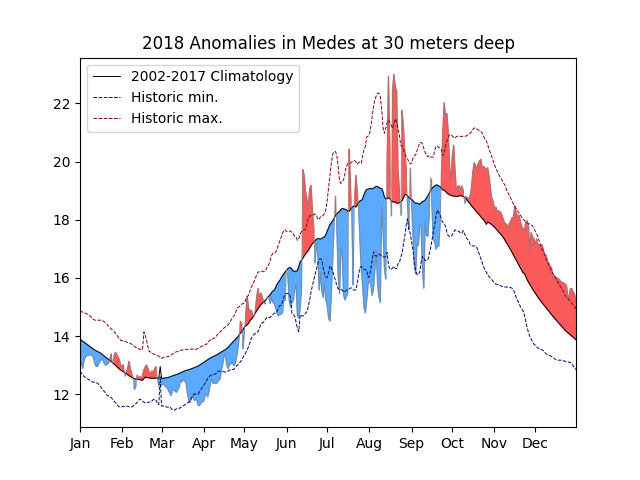 2018 Anomalies in Medes at 30 meters deep
2002-2017 Climatology
Historic min.
Historic max.
22
20
18
16
14
12
Jan Feb Mar Apr May Jun Jul Aug Sep Oct Nov Dec